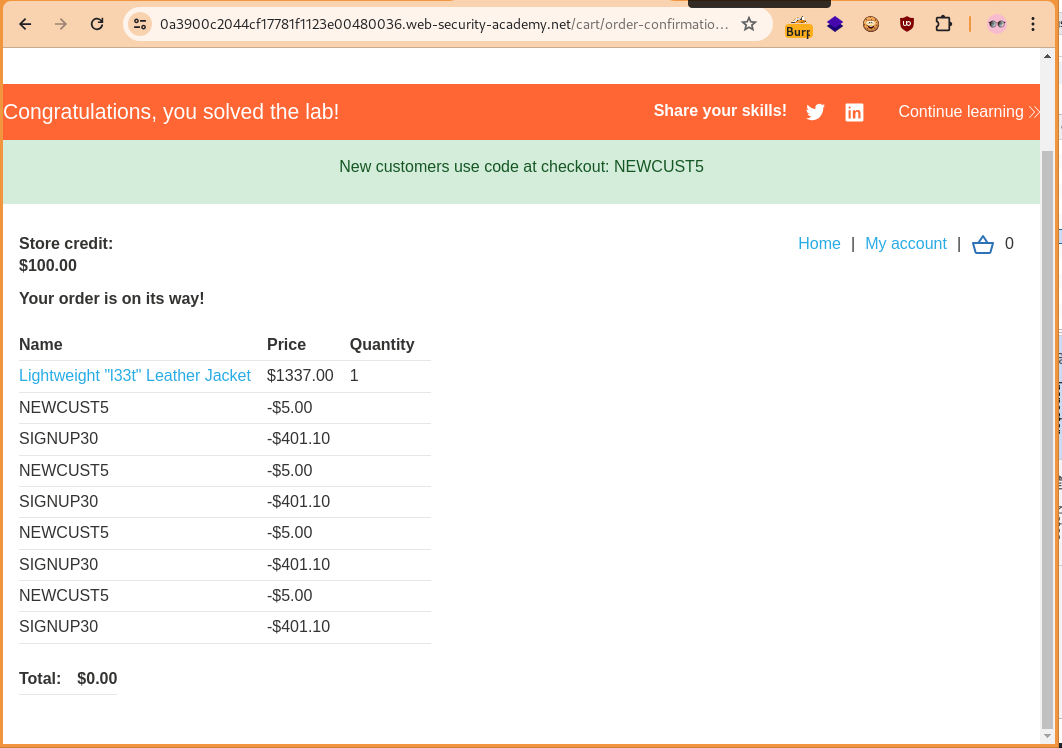 0a3900c2044cf17781f1123e00480036.web-security-academy.net/cart/order-confirmatio...
Burp
Congratulations, you solved the lab! Share your skills! Continue learning
New customers use code at checkout: NEWCUST5
Store credit:
$100.00
Home | My account | 0
Your order is on its way!
Name Price Quantity
Lightweight "l33t" Leather Jacket $1337.00 1
NEWCUST5 -$5.00
SIGNUP30 -$401.10
NEWCUST5 -$5.00
SIGNUP30 -$401.10
NEWCUST5 -$5.00
SIGNUP30 -$401.10
NEWCUST5 -$5.00
SIGNUP30 -$401.10
Total: $0.00